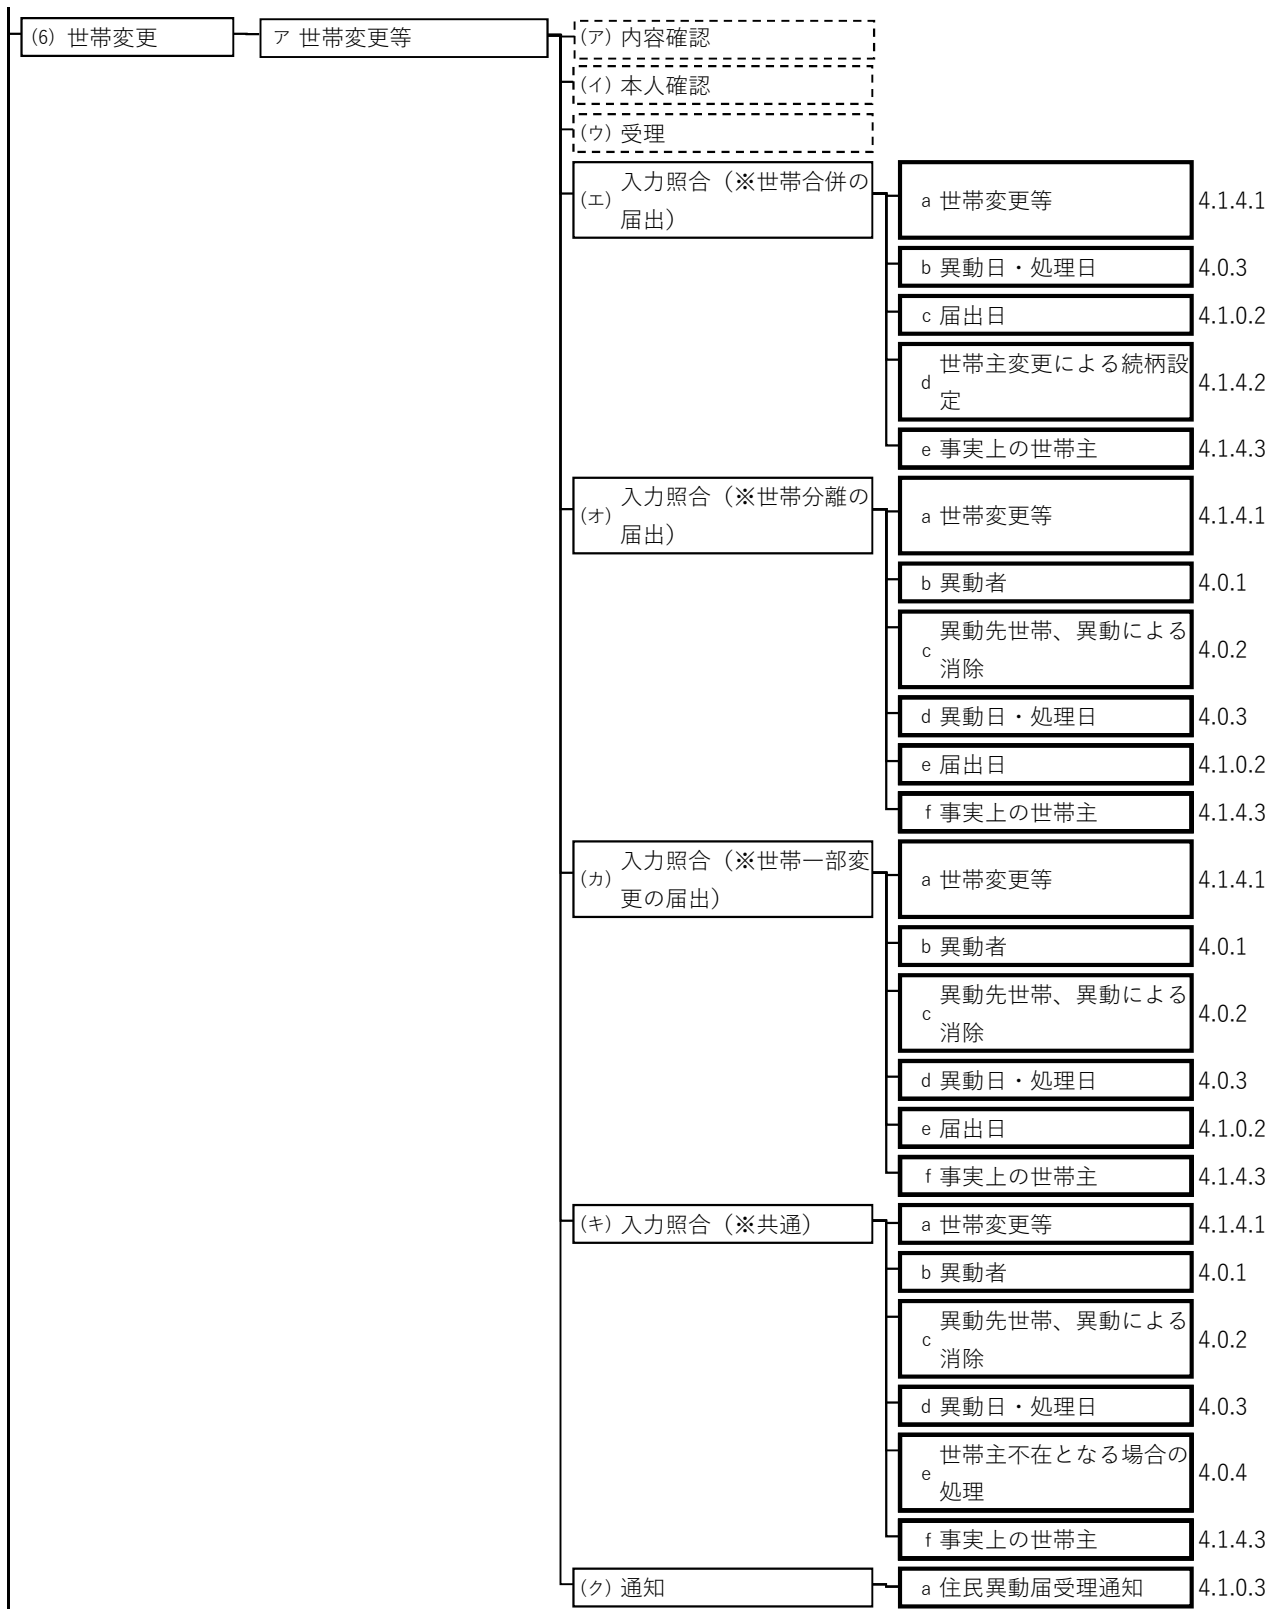 (6) 世帯変更
ア 世帯変更等
(ア) 内容確認
(イ) 本人確認
(ウ) 受理
(エ) 入力照合（※世帯合併の
届出）
a 世帯変更等 4.1.4.1
b 異動日・処理日 4.0.3
c 届出日 4.1.0.2
d 世帯主変更による続柄設
定 4.1.4.2
e 事実上の世帯主 4.1.4.3
(オ) 入力照合（※世帯分離の
届出）
a 世帯変更等 4.1.4.1
b 異動者 4.0.1
c 異動先世帯、異動による
消除 4.0.2
d 異動日・処理日 4.0.3
e 届出日 4.1.0.2
f 事実上の世帯主 4.1.4.3
(カ) 入力照合（※世帯一部変
更の届出）
a 世帯変更等 4.1.4.1
b 異動者 4.0.1
c 異動先世帯、異動による
消除 4.0.2
d 異動日・処理日 4.0.3
e 届出日 4.1.0.2
f 事実上の世帯主 4.1.4.3
(キ) 入力照合（※共通）
a 世帯変更等 4.1.4.1
b 異動者 4.0.1
c 異動先世帯、異動による
消除 4.0.2
d 異動日・処理日 4.0.3
e 世帯主不在となる場合の
処理 4.0.4
f 事実上の世帯主 4.1.4.3
(ク) 通知
a 住民異動届受理通知 4.1.0.3